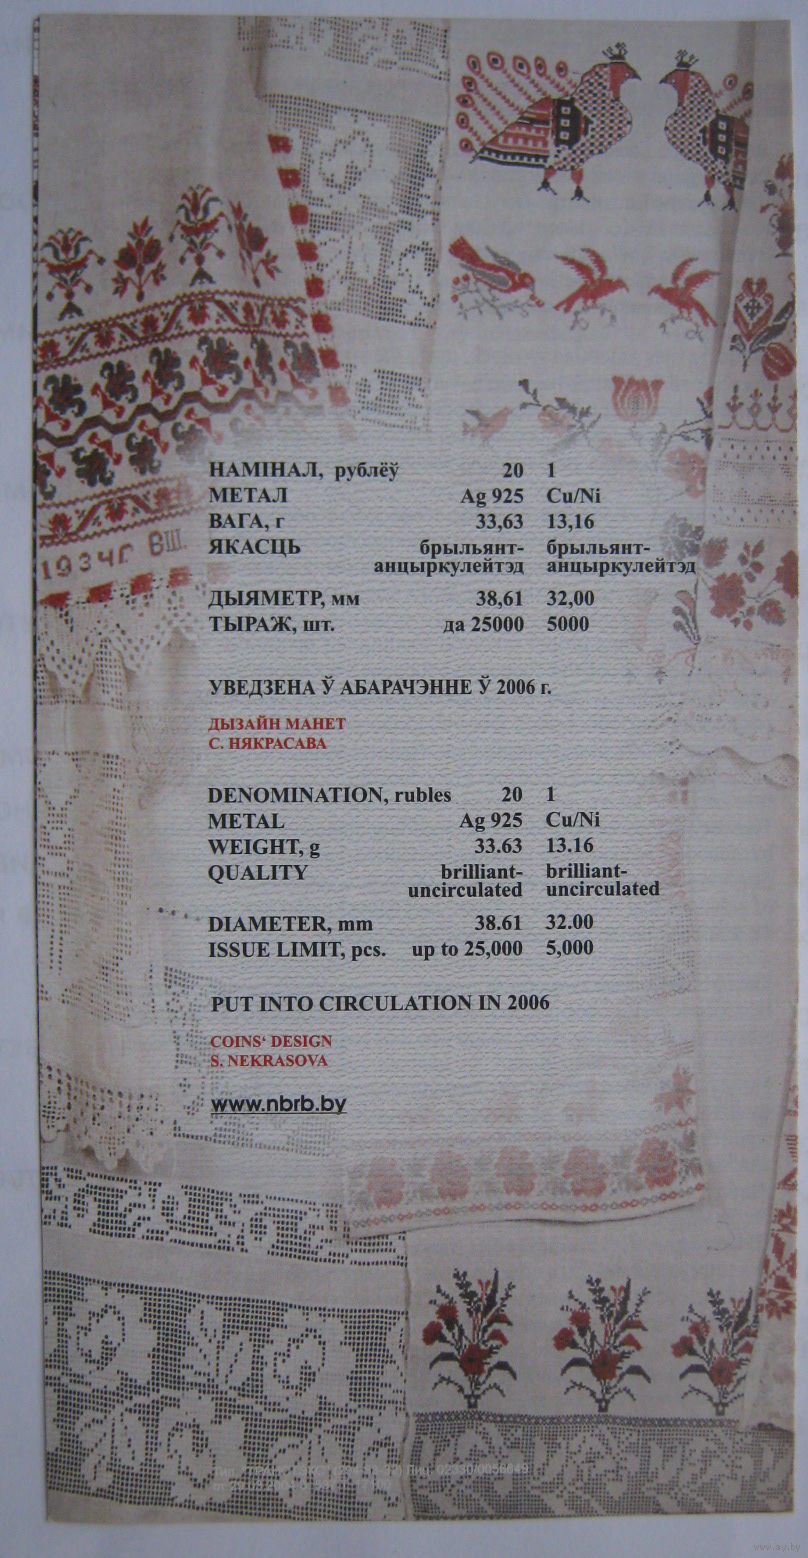 1934 г. В.Ш.
НАМІНАЛ, рублёў 20 1
МЕТАЛ Ag 925 Cu/Ni
ВАГА, г 33,63 13,16
ЯКАСЦЬ брыльянт- брыльянт-
анцыркулейтэд анцыркулейтэд
ДЫЯМЕТР, мм 38,61 32,00
ТЫРАЖ, шт. да 25000 5000
УВЕДЗЕНА Ў АБАРАЧЭННЕ Ў 2006 г.
ДЫЗАЙН МАНЕТ
С. НЯКРАСАВА
DENOMINATION, rubles 20 1
METAL Ag 925 Cu/Ni
WEIGHT, g 33.63 13.16
QUALITY brilliant- brilliant-
uncirculated uncirculated
DIAMETER, mm 38.61 32.00
ISSUE LIMIT, pcs. up to 25,000 5,000
PUT INTO CIRCULATION IN 2006
COINS‘ DESIGN
S. NEKRASOVA
www.nbrb.by
www.ay.by